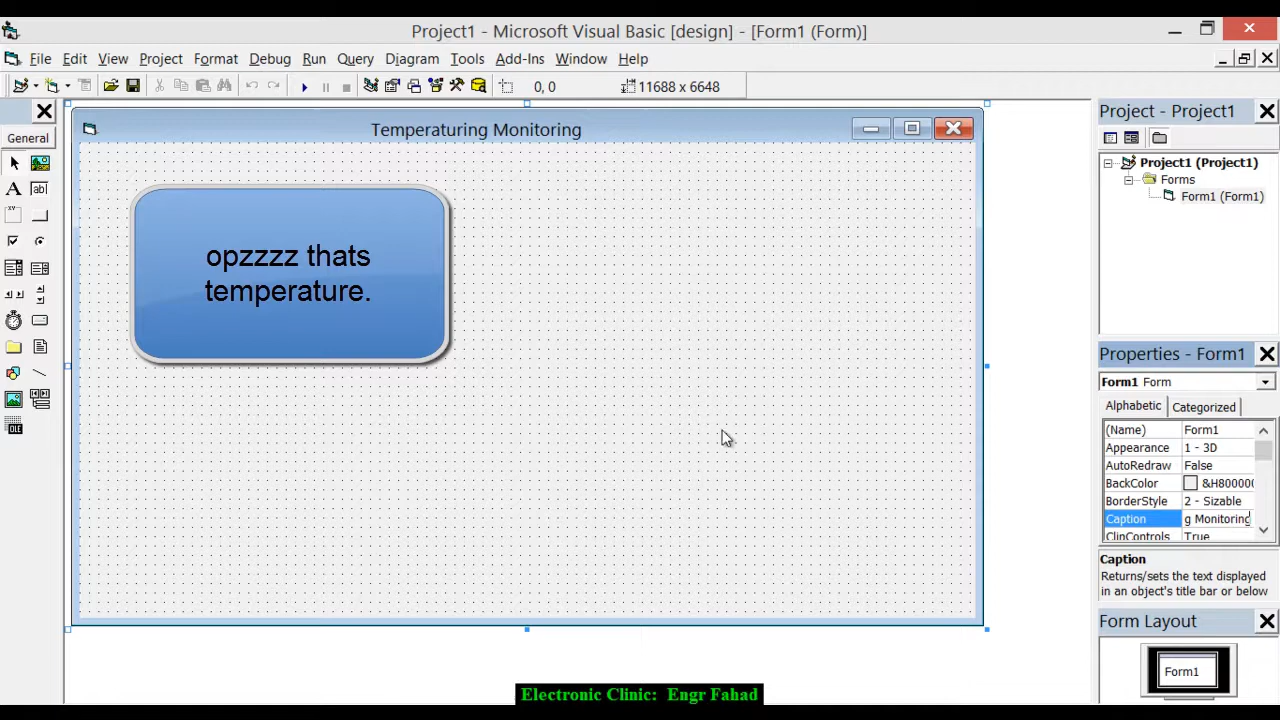 Project1 - Microsoft Visual Basic [design] - [Form1 (Form)]
File Edit View Project Format Debug Run Query Diagram Tools Add-Ins Window Help
0, 0 11688 x 6648
General
A ab|
XY
OLE
Temperaturing Monitoring
opzzzz thats
temperature.
Project - Project1
Project1 (Project1)
Forms
Form1 (Form1)
Properties - Form1
Form1 Form
Alphabetic Categorized
(Name) Form1
Appearance 1 - 3D
AutoRedraw False
BackColor &H800000
BorderStyle 2 - Sizable
Caption g Monitoring
ClipControls True
Caption
Returns/sets the text displayed
in an object's title bar or below
Form Layout
Form1
Electronic Clinic: Engr Fahad